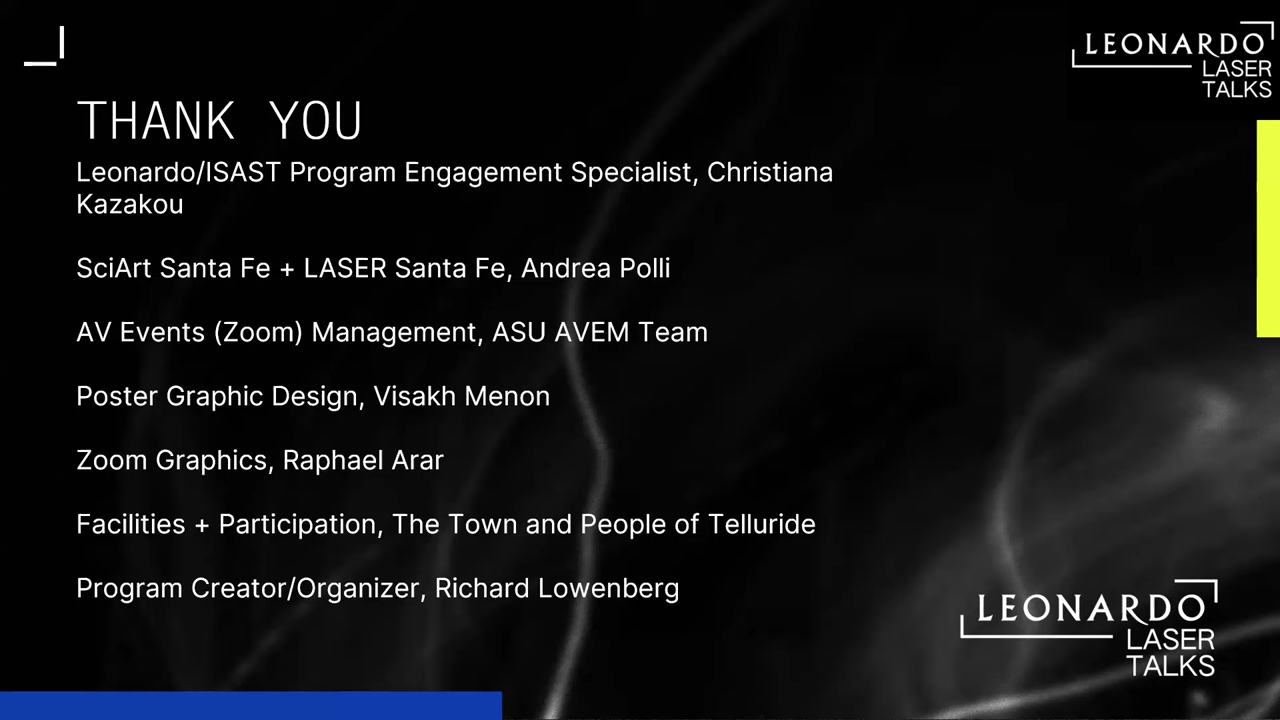 LEONARDO
LASER
TALKS
THANK YOU
Leonardo/ISAST Program Engagement Specialist, Christiana
Kazakou
SciArt Santa Fe + LASER Santa Fe, Andrea Polli
AV Events (Zoom) Management, ASU AVEM Team
Poster Graphic Design, Visakh Menon
Zoom Graphics, Raphael Arar
Facilities + Participation, The Town and People of Telluride
Program Creator/Organizer, Richard Lowenberg
LEONARDO
LASER
TALKS